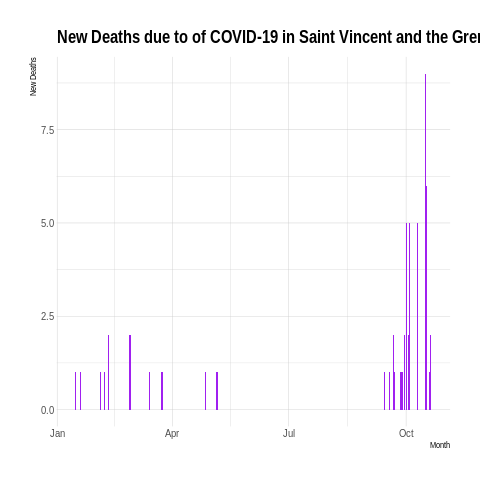 New Deaths due to of COVID-19 in Saint Vincent and the Gre
New Deaths
7.5
5.0
2.5
0.0
Jan Apr Jul Oct
Month